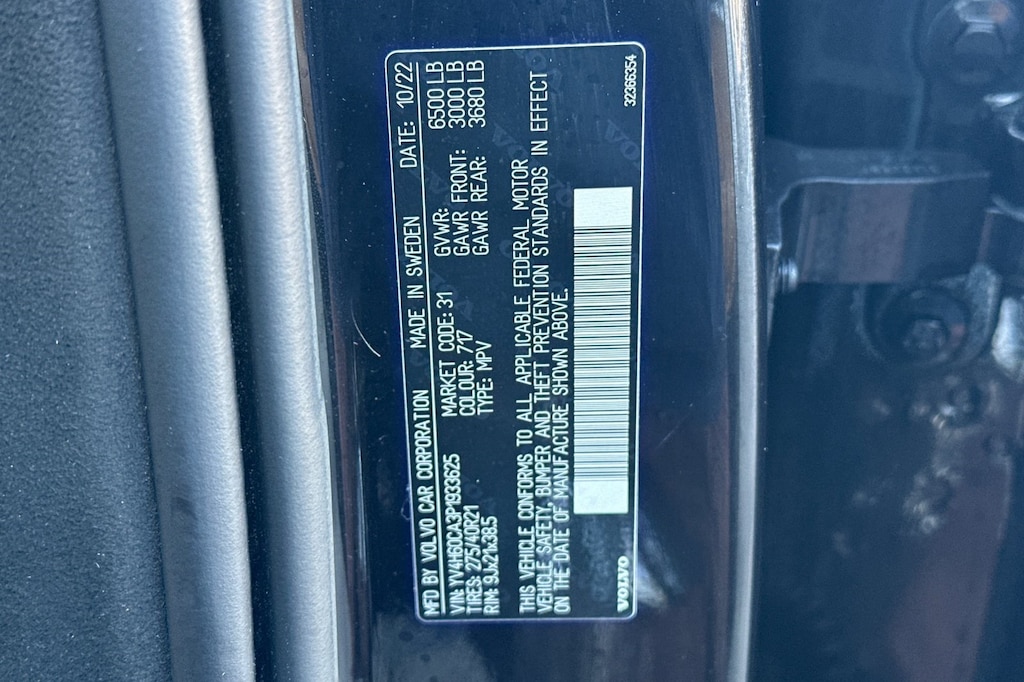 MFD BY VOLVO CAR CORPORATION MADE IN SWEDEN DATE: 10/22
VIN: YV4H60CA3P1933625 MARKET CODE: 31 GVWR: 6500 LB
TIRES: 275/40R21 COLOUR: 717 GAWR FRONT: 3000 LB
RIM: 9Jx21x38.5 TYPE: MPV GAWR REAR: 3680 LB
THIS VEHICLE CONFORMS TO ALL APPLICABLE FEDERAL MOTOR
VEHICLE SAFETY, BUMPER AND THEFT PREVENTION STANDARDS IN EFFECT
ON THE DATE OF MANUFACTURE SHOWN ABOVE.
VOLVO 32366354